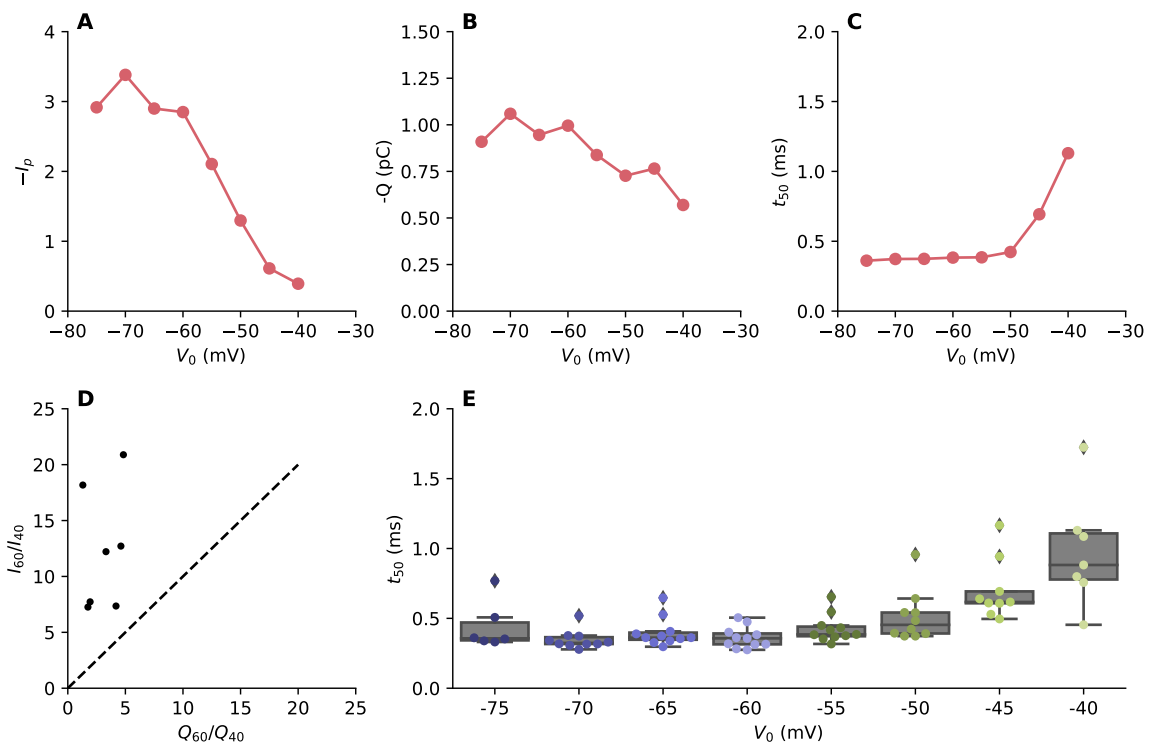 A
−I_p
4
3
2
1
0
−80 −70 −60 −50 −40 −30
V_0 (mV)
B
-Q (pC)
1.50
1.25
1.00
0.75
0.50
0.25
0.00
−80 −70 −60 −50 −40 −30
V_0 (mV)
C
t_50 (ms)
2.0
1.5
1.0
0.5
0.0
−80 −70 −60 −50 −40 −30
V_0 (mV)
D
I_60/I_40
25
20
15
10
5
0
0 5 10 15 20 25
Q_60/Q_40
E
t_50 (ms)
2.0
1.5
1.0
0.5
0.0
-75 -70 -65 -60 -55 -50 -45 -40
V_0 (mV)